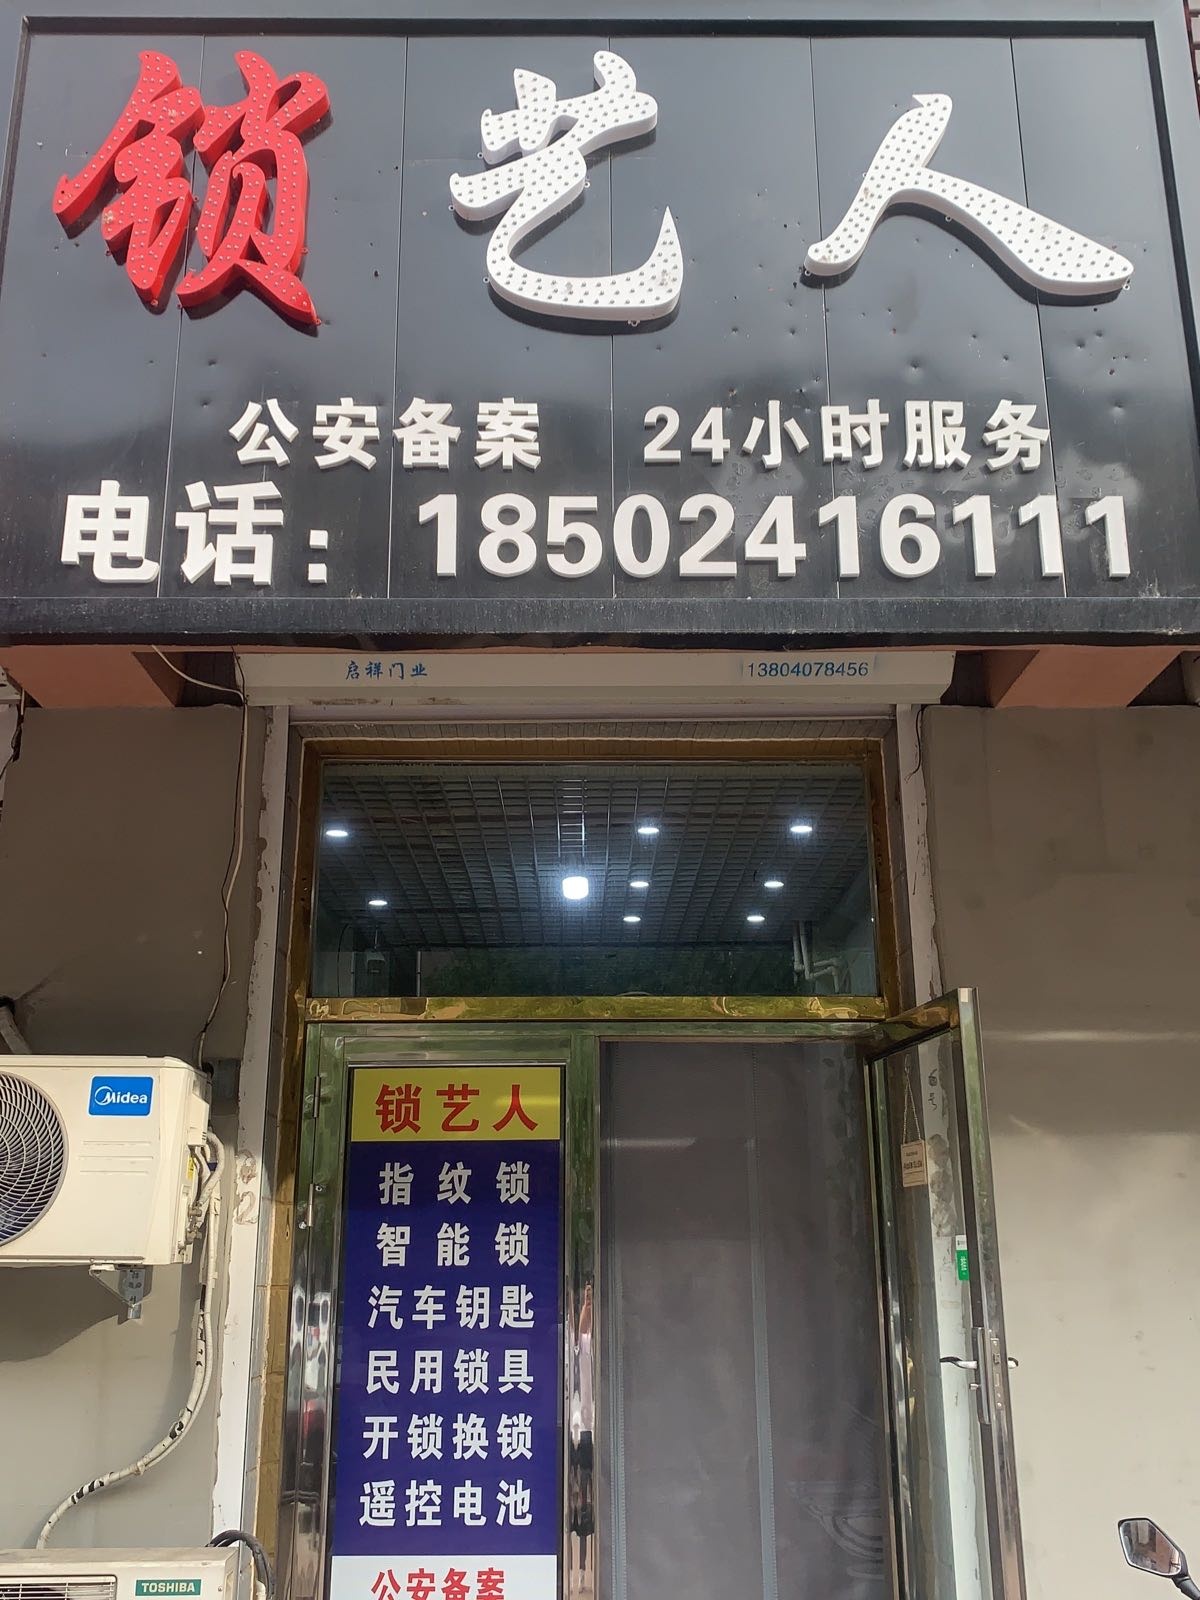 锁艺人
公安备案 24小时服务
电话：18502416111
启祥门业 13804078456
Midea
锁艺人
指纹锁
智能锁
汽车钥匙
民用锁具
开锁换锁
遥控电池
公安备案
TOSHIBA